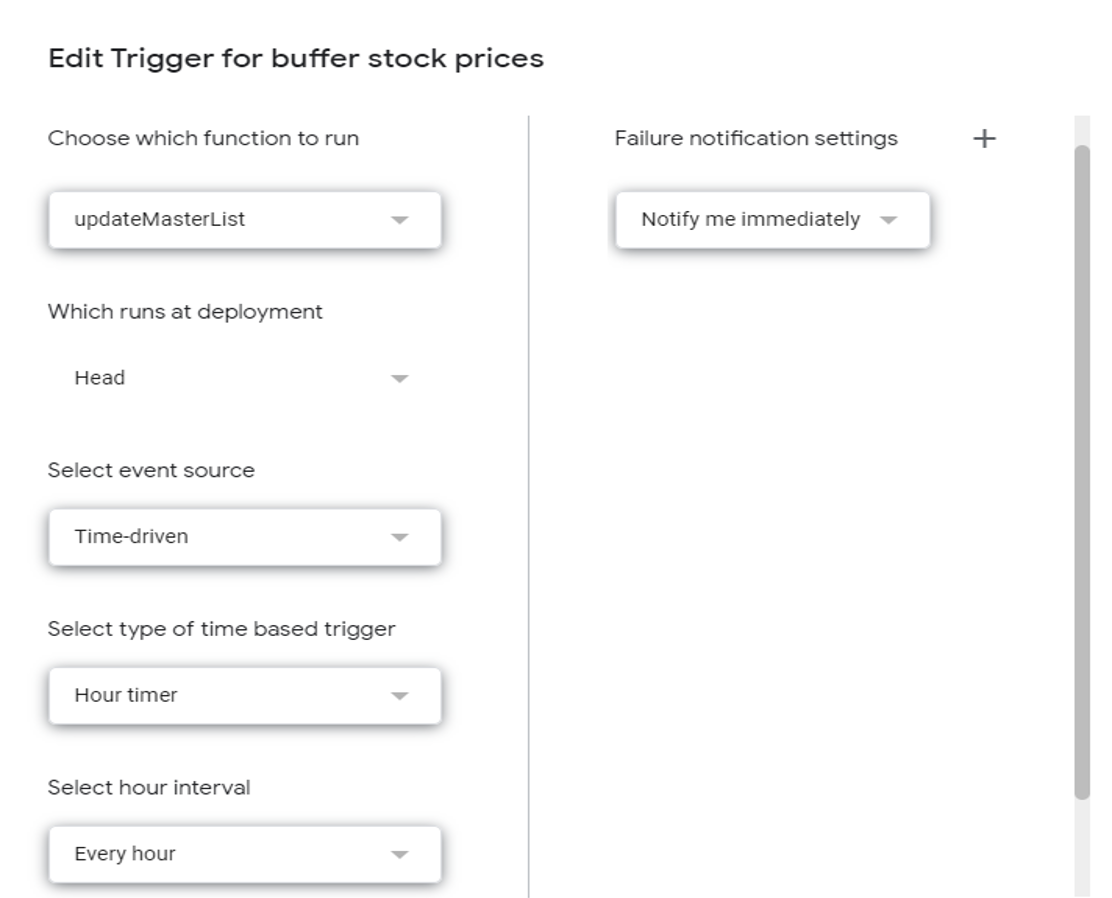 Edit Trigger for buffer stock prices
Choose which function to run
updateMasterList
Which runs at deployment
Head
Select event source
Time-driven
Select type of time based trigger
Hour timer
Select hour interval
Every hour
Failure notification settings
Notify me immediately